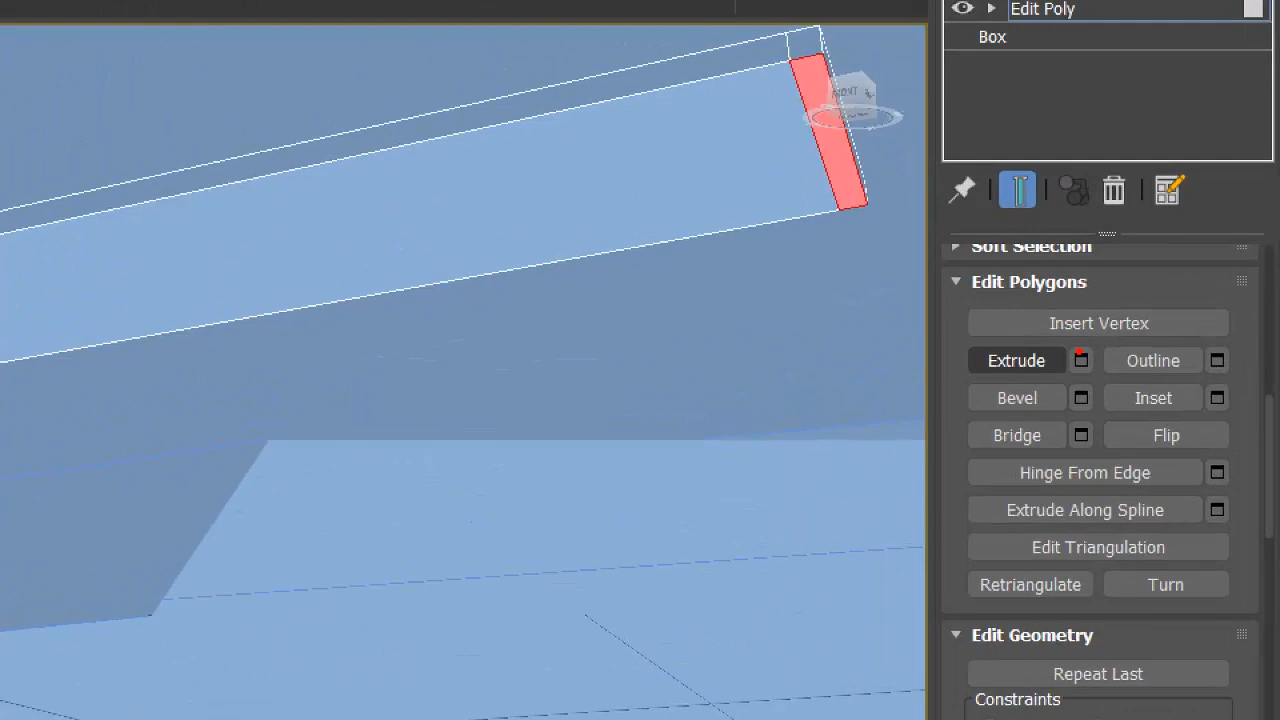 Edit Poly
Box
FRONT
Soft Selection
Edit Polygons
Insert Vertex
Extrude Outline
Bevel Inset
Bridge Flip
Hinge From Edge
Extrude Along Spline
Edit Triangulation
Retriangulate Turn
Edit Geometry
Repeat Last
Constraints